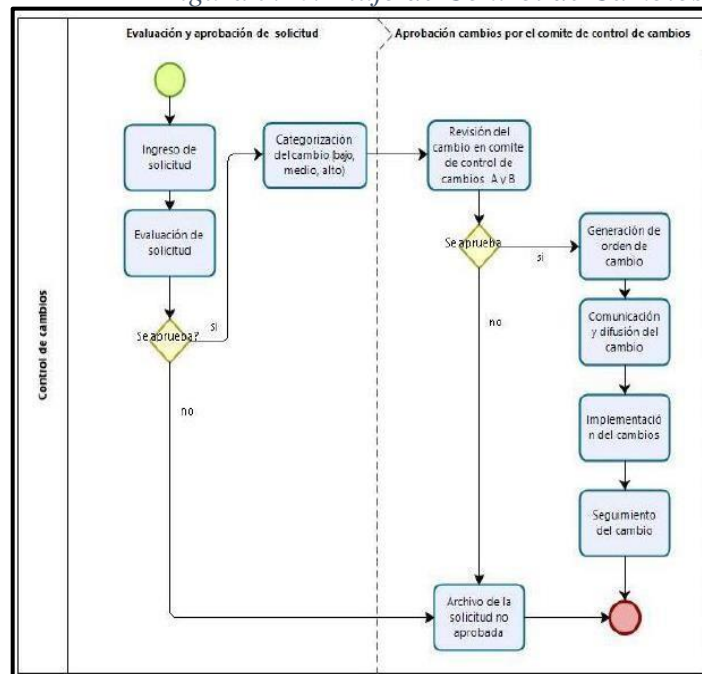 Evaluación y aprobación de solicitud
Aprobación cambios por el comite de control de cambios
Control de cambios
Ingreso de
solicitud
Evaluación de
solicitud
Se aprueba?
si
no
Categorización
del cambio (bajo,
medio, alto)
Revisión del
cambio en comite
de control de
cambios A y B
Se aprueba
si
no
Generación de
orden de
cambio
Comunicación
y difusión del
cambio
Implementació
n del cambios
Seguimiento
del cambio
Archivo de la
solicitud no
aprobada